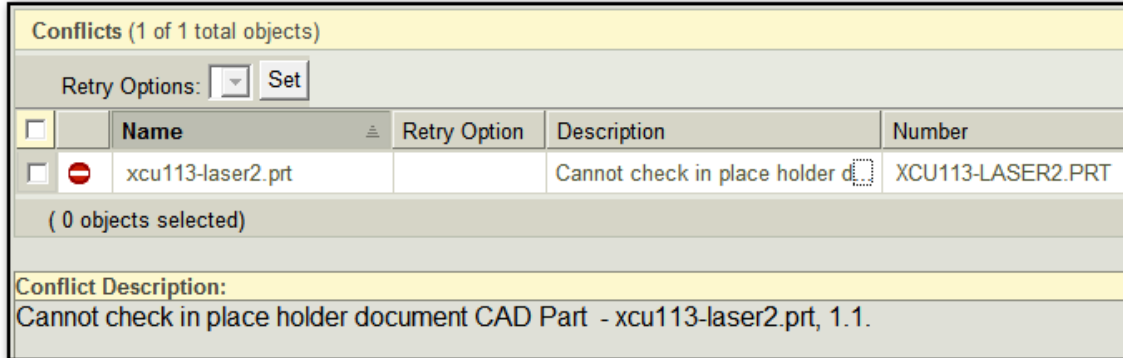 Conflicts (1 of 1 total objects)
Retry Options: Set
Name Retry Option Description Number
xcu113-laser2.prt Cannot check in place holder d... XCU113-LASER2.PRT
( 0 objects selected)
Conflict Description:
Cannot check in place holder document CAD Part - xcu113-laser2.prt, 1.1.